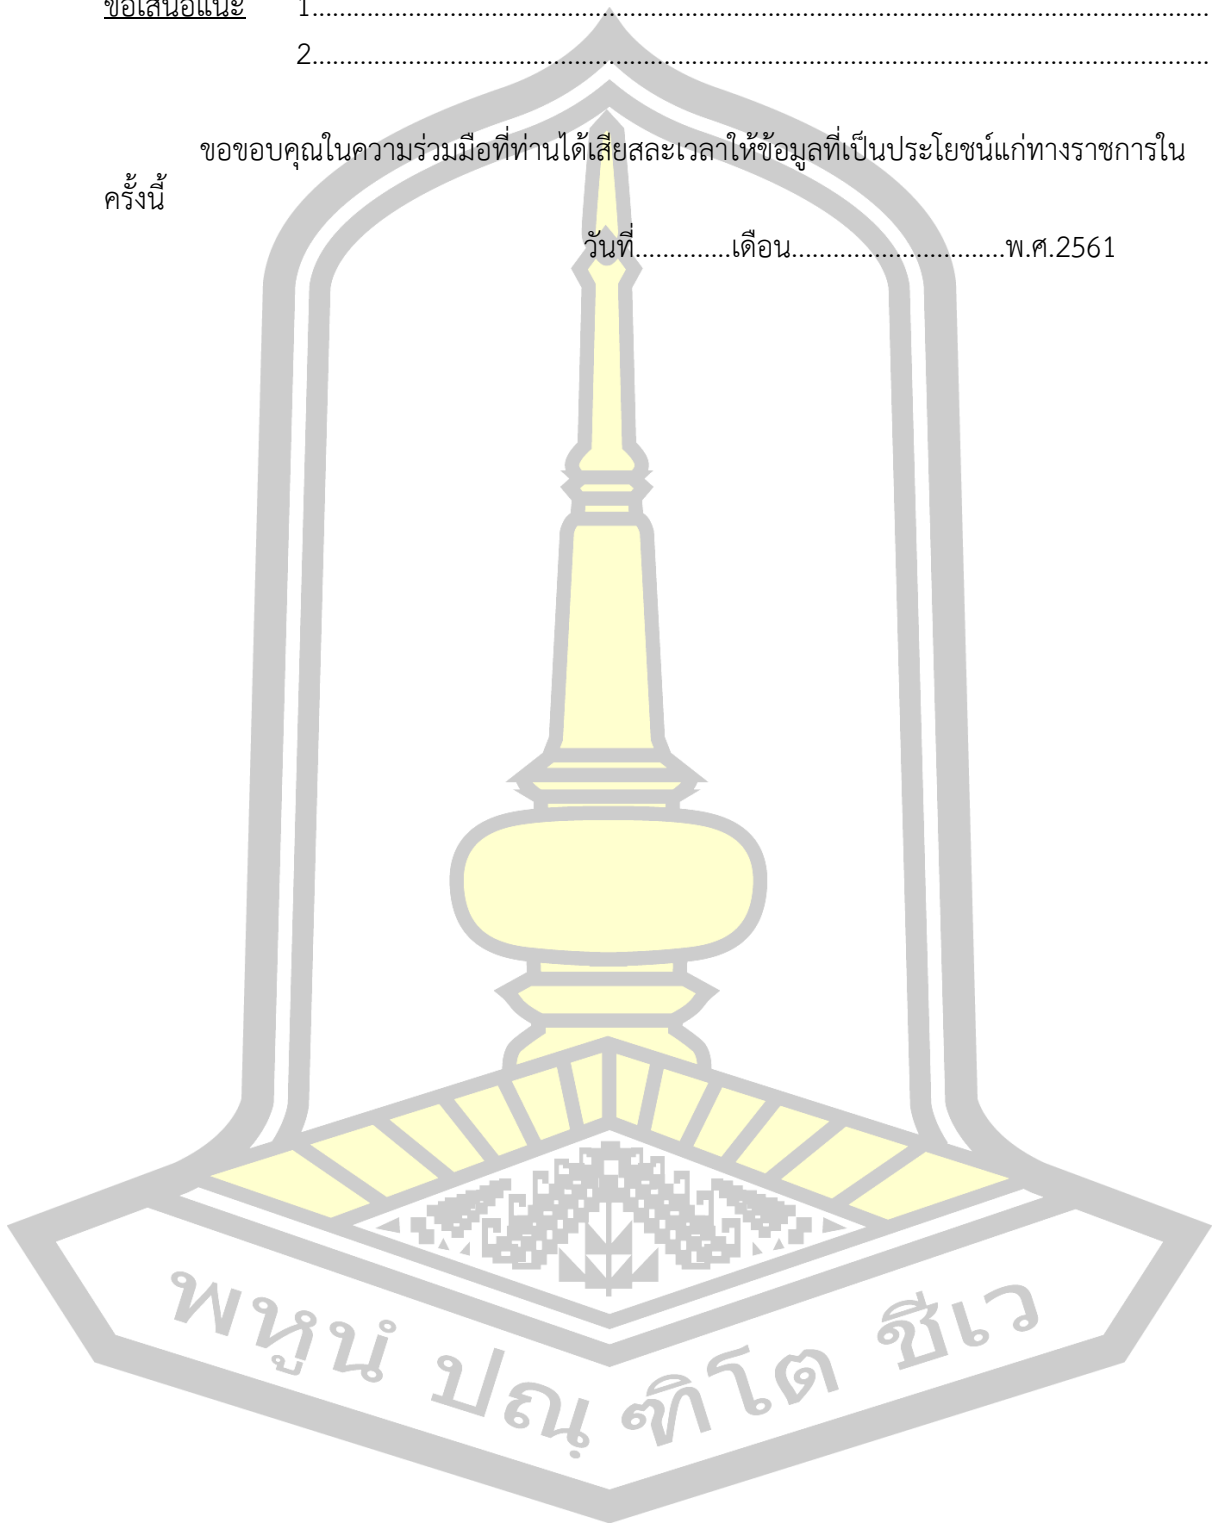 ข้อเสนอแนะ 1....................................................................................................................................
2....................................................................................................................................
ขอขอบคุณในความร่วมมือที่ท่านได้เสียสละเวลาให้ข้อมูลที่เป็นประโยชน์แก่ทางราชการใน
ครั้งนี้
วันที่..............เดือน...............................พ.ศ.2561
พหูนํ ปณฺฑิโต ชีเว